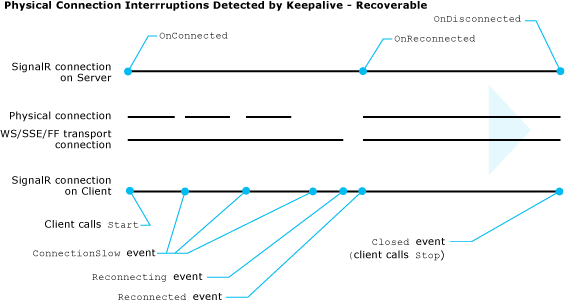 Physical Connection Interrruptions Detected by Keepalive - Recoverable
OnDisconnected
OnConnected
OnReconnected
SignalR connection
on Server
Physical connection
WS/SSE/FF transport
connection
SignalR connection
on Client
Client calls Start
Closed event
(client calls Stop)
ConnectionSlow event
Reconnecting event
Reconnected event